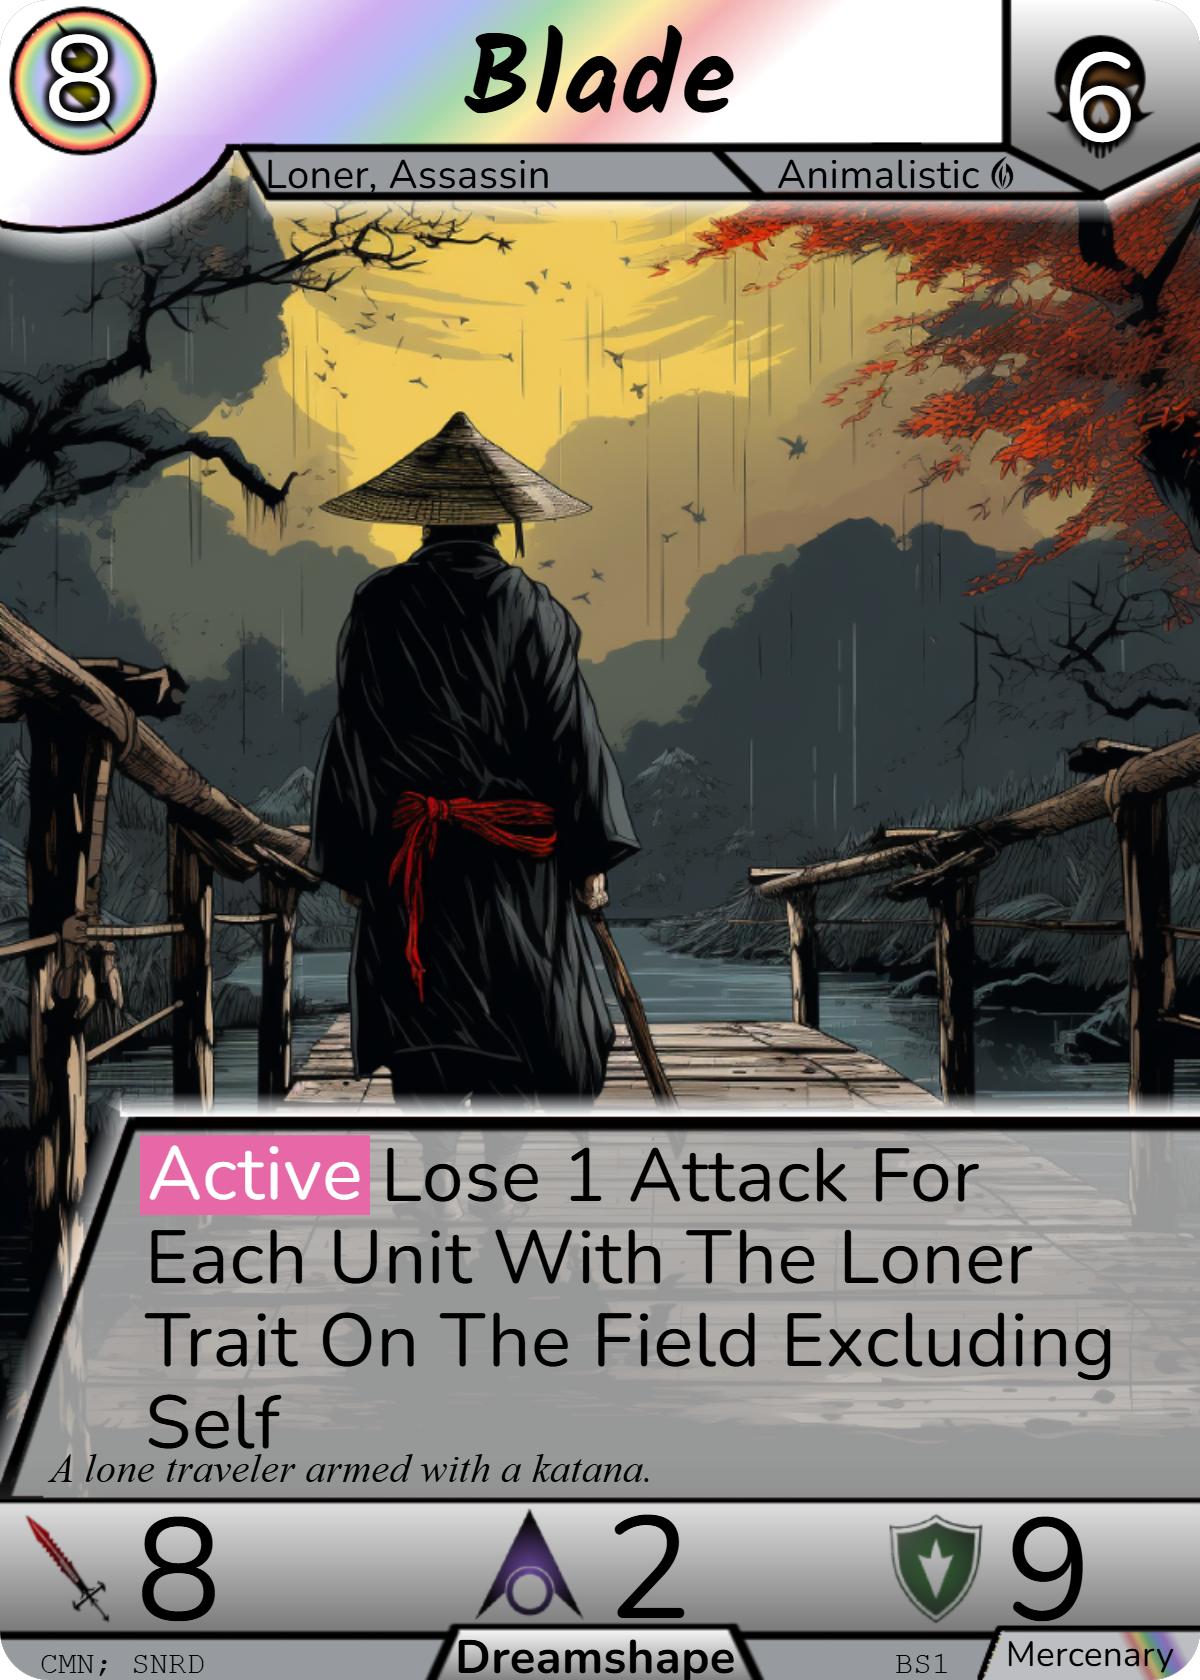 8
Blade
6
Loner, Assassin
Animalistic
Active Lose 1 Attack For
Each Unit With The Loner
Trait On The Field Excluding
Self
A lone traveler armed with a katana.
8
2
9
CMN; SNRD
Dreamshape
BS1
Mercenary